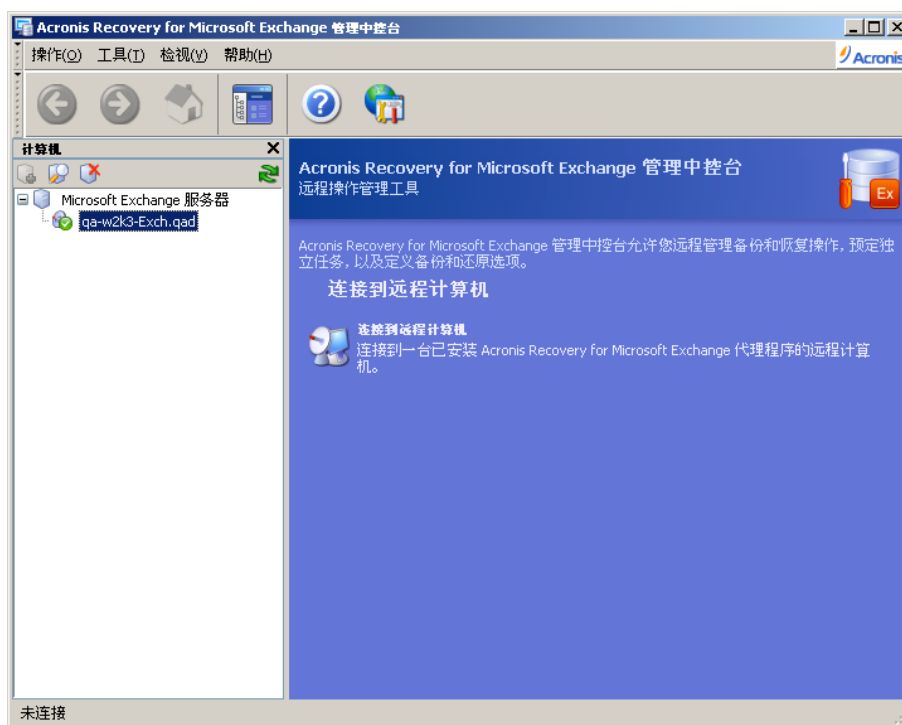 Acronis Recovery for Microsoft Exchange 管理中控台
操作(O) 工具(T) 检视(V) 帮助(H)
Acronis
计算机
Microsoft Exchange 服务器
qa-w2k3-Exch.qad
Acronis Recovery for Microsoft Exchange 管理中控台
远程操作管理工具
Ex
Acronis Recovery for Microsoft Exchange 管理中控台允许您远程管理备份和恢复操作，预定独
立任务，以及定义备份和还原选项。
连接到远程计算机
连接到远程计算机
连接到一台已安装 Acronis Recovery for Microsoft Exchange 代理程序的远程计算
机。
未连接